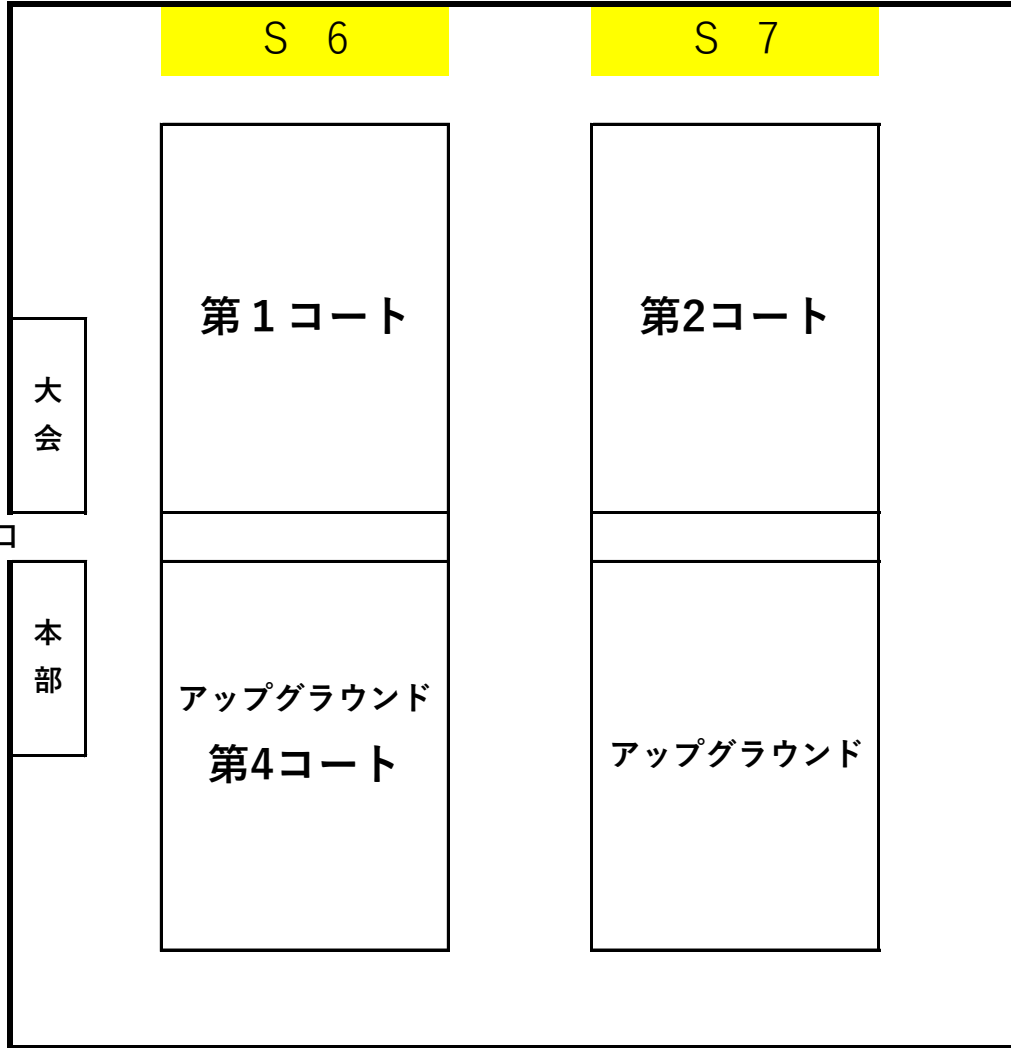 Ｓ　６
Ｓ　７
第１コート
第2コート
大
会
口
本
部
アップグラウンド
第4コート
アップグラウンド